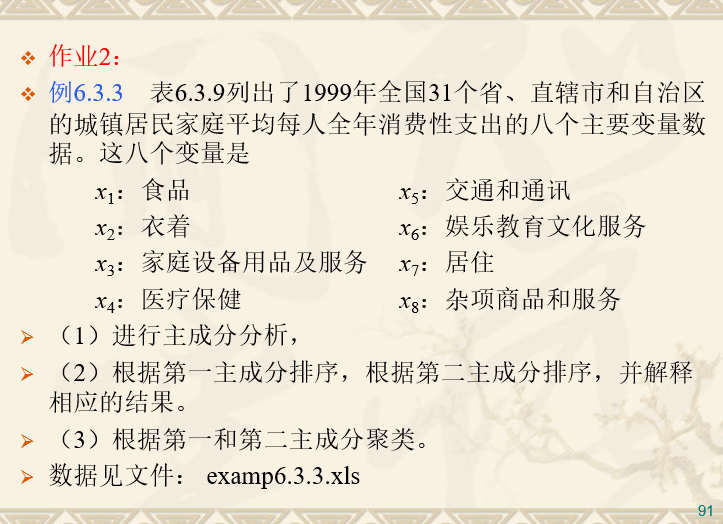 作业2：
例6.3.3 表6.3.9列出了1999年全国31个省、直辖市和自治区
的城镇居民家庭平均每人全年消费性支出的八个主要变量数
据。这八个变量是
x1：食品 x5：交通和通讯
x2：衣着 x6：娱乐教育文化服务
x3：家庭设备用品及服务 x7：居住
x4：医疗保健 x8：杂项商品和服务
（1）进行主成分分析，
（2）根据第一主成分排序，根据第二主成分排序，并解释
相应的结果。
（3）根据第一和第二主成分聚类。
数据见文件： examp6.3.3.xls
91